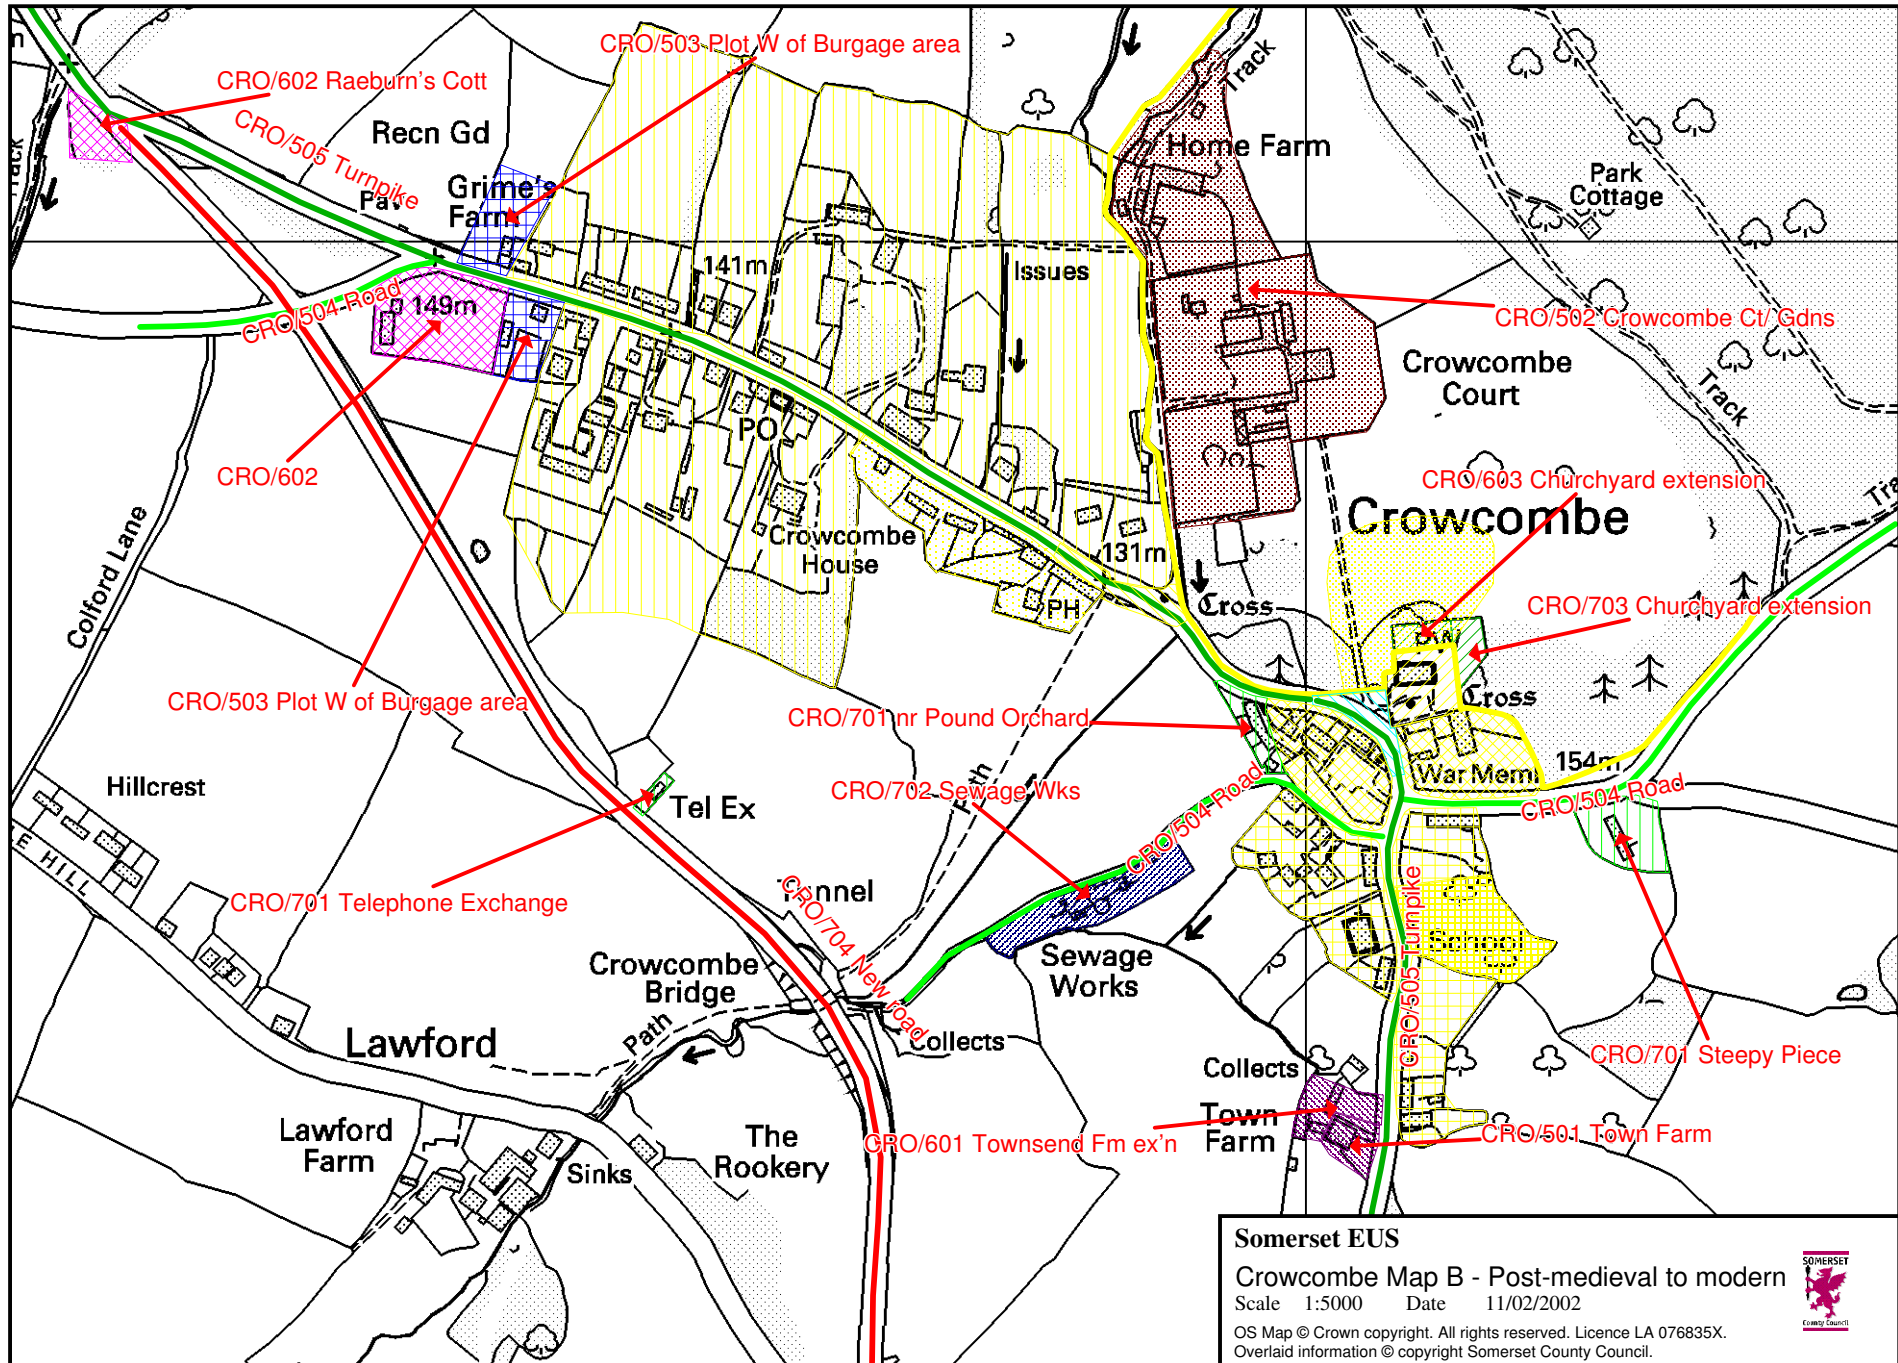 CRO/503 Plot W of Burgage area
CRO/602 Raeburn's Cott
Track
Recn Gd
CRO/505 Turnpike
Home Farm
Grime's
Farm
Park
Cottage
Track
141m
Issues
149m
CRO/504 Road
CRO/502 Crowcombe Ct/ Gdns
Crowcombe
Court
Track
PO
CRO/602
CRO/603 Churchyard extension
Crowcombe
Crowcombe
House
131m
Colford Lane
PH
Cross
CRO/703 Churchyard extension
CRO/503 Plot W of Burgage area
CRO/701 nr Pound Orchard
Cross
Hillcrest
Tel Ex
CRO/702 Sewage Wks
Path
CRO/504 Road
War Meml
154m
CRO/504 Road
HILL
CRO/701 Telephone Exchange
Tunnel
CRO/704 New road
CRO/505 Turnpike
School
Crowcombe
Bridge
Sewage
Works
Lawford
Path
Collects
Collects
CRO/701 Steepy Piece
Lawford
Farm
The
Rookery
Sinks
CRO/601 Townsend Fm ex'n
Town
Farm
CRO/501 Town Farm
Somerset EUS
Crowcombe Map B - Post-medieval to modern
Scale 1:5000 Date 11/02/2002
OS Map © Crown copyright. All rights reserved. Licence LA 076835X.
Overlaid information © copyright Somerset County Council.
SOMERSET
County Council